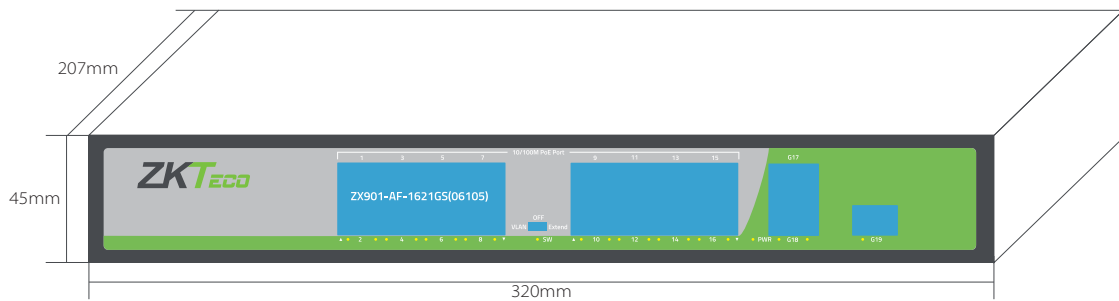 207mm
45mm
10/100M PoE Port
1 3 5 7 9 11 13 15 G17
ZKTECO
ZX901-AF-1621GS(06105)
OFF
VLAN Extend
2 4 6 8 SW 10 12 14 16 PWR G18 G19
320mm